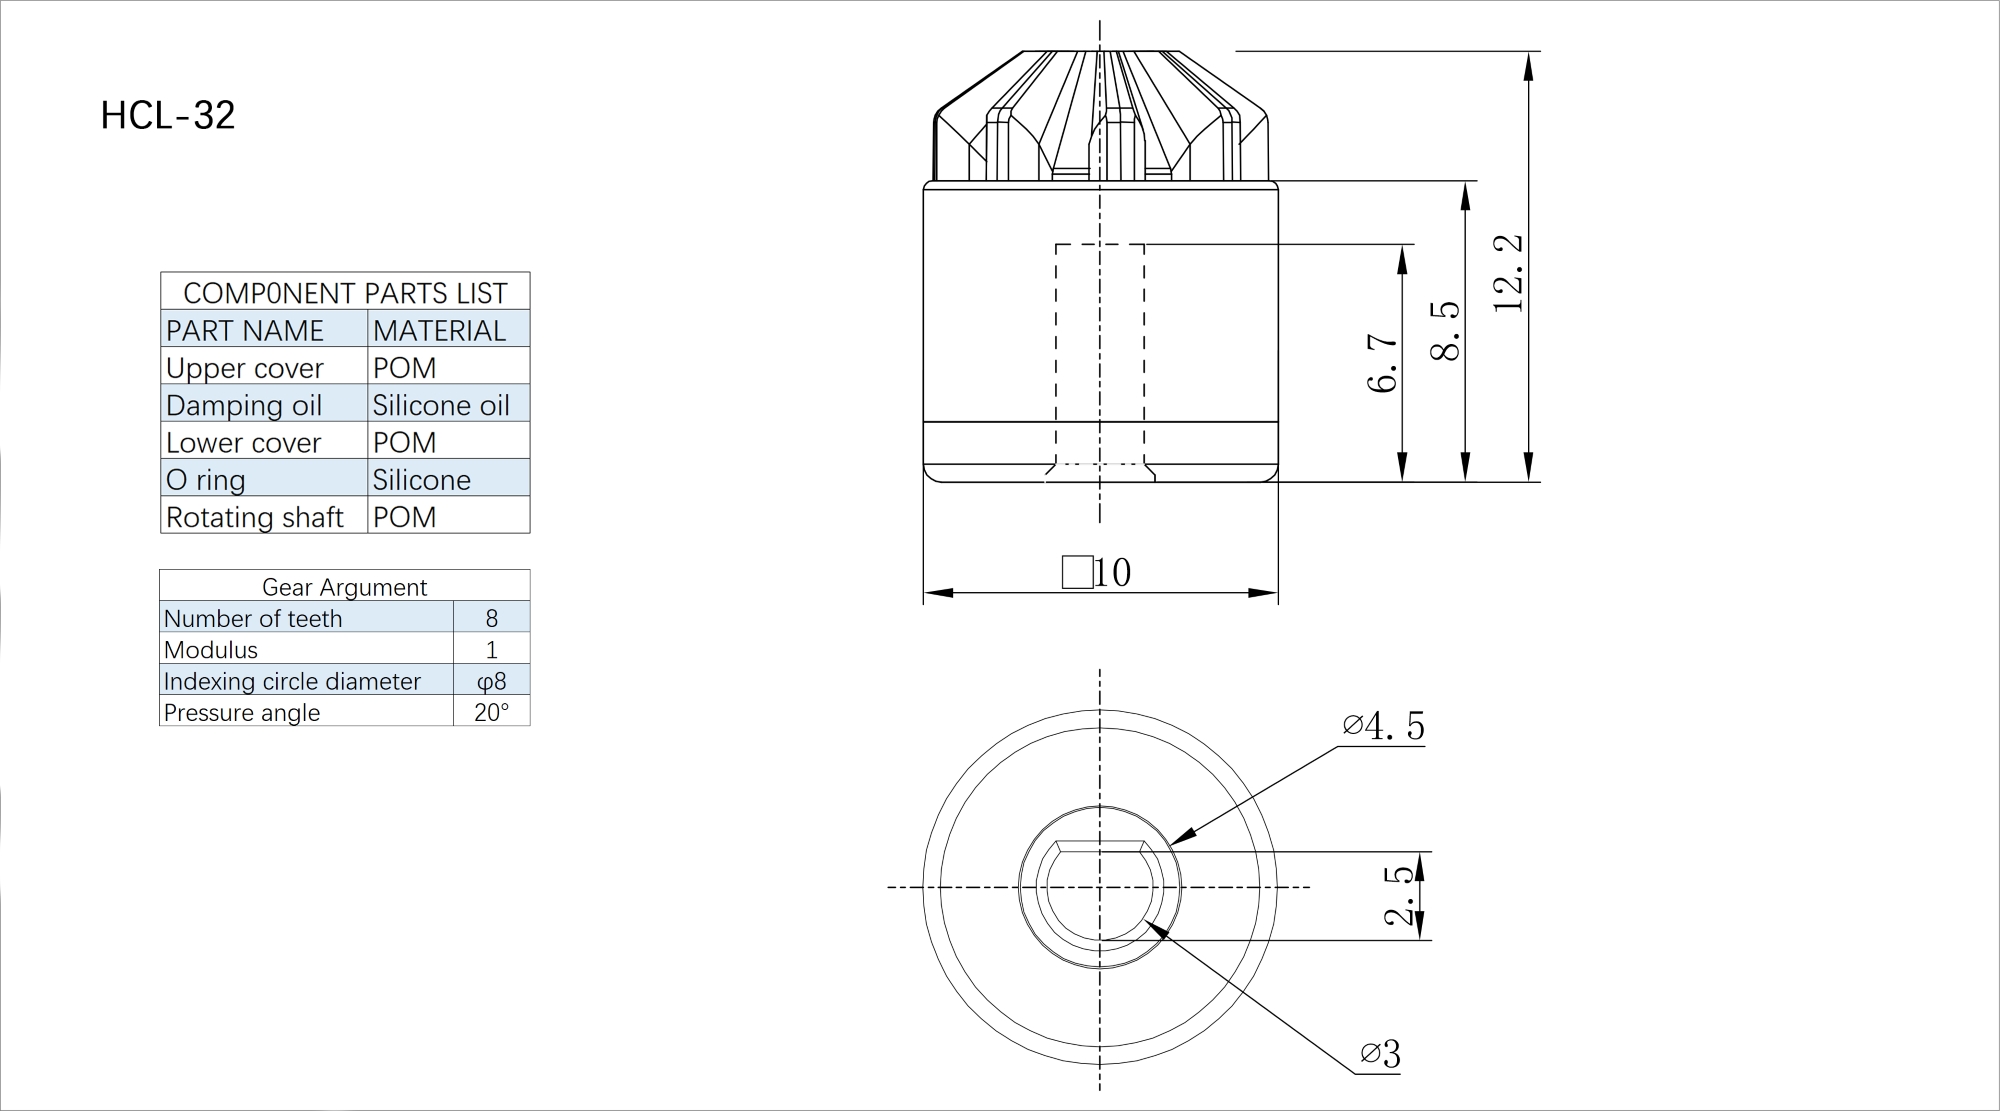 HCL-32
COMP0NENT PARTS LIST
PART NAME MATERIAL
Upper cover POM
Damping oil Silicone oil
Lower cover POM
O ring Silicone
Rotating shaft POM
Gear Argument
Number of teeth 8
Modulus 1
Indexing circle diameter φ8
Pressure angle 20°
12.2
8.5
6.7
□10
⌀4.5
2.5
⌀3